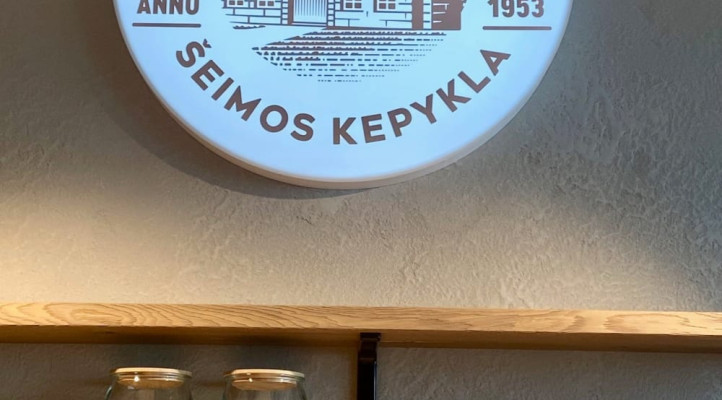 ANNO
1953
ŠEIMOS KEPYKLA